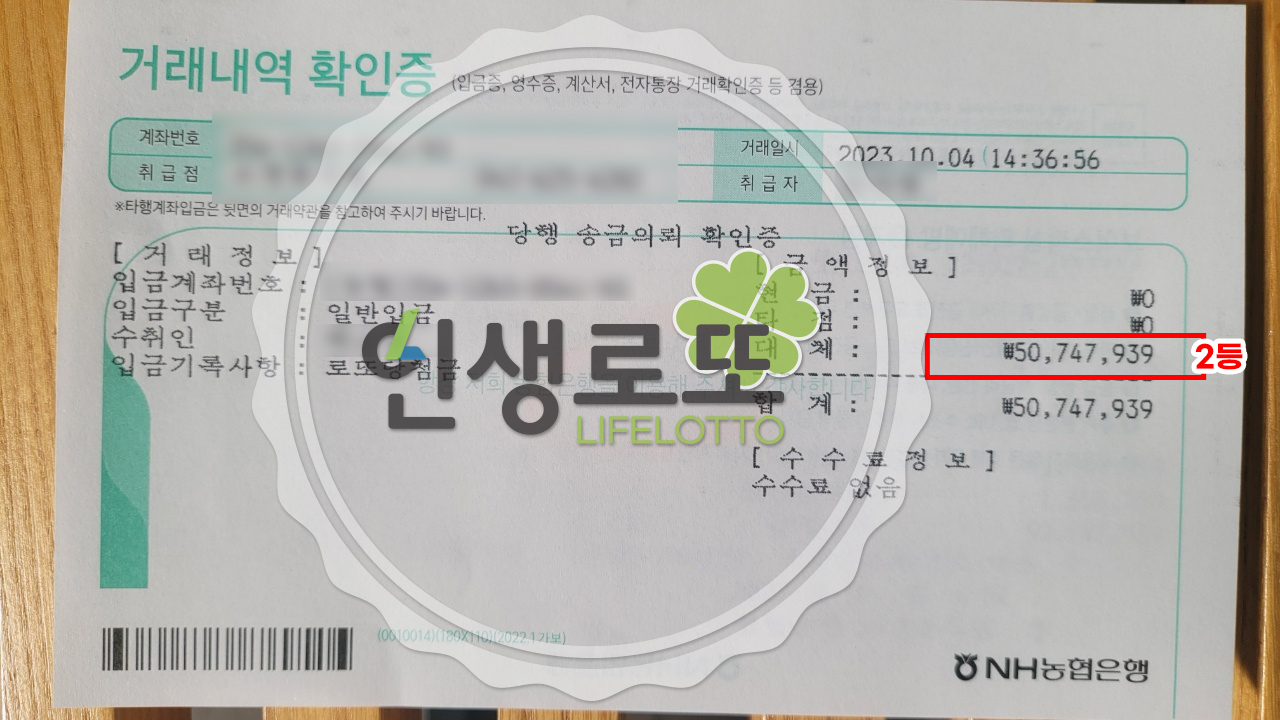 거래내역 확인증 (입금증, 영수증, 계산서, 전자통장 거래확인증 등 겸용)
계좌번호
거래일시 2023.10.04 14:36:56
취급점
취급자
※타행계좌입금은 뒷면의 거래약관을 참고하여 주시기 바랍니다.
당행 송금의뢰 확인증
[ 거 래 정 보 ]
[ 금 액 정 보 ]
입금계좌번호 :
현 금 : ₩0
입금구분 일반입금
타 점 : ₩0
수취인 :
대 체 : ₩50,747,939 2등
입금기록사항 : 로또당첨금
합 계 : ₩50,747,939
인생로또
LIFELOTTO
[ 수 수 료 정 보 ]
수수료 없음
(0010014)(180X110)(2022.1가보)
NH농협은행